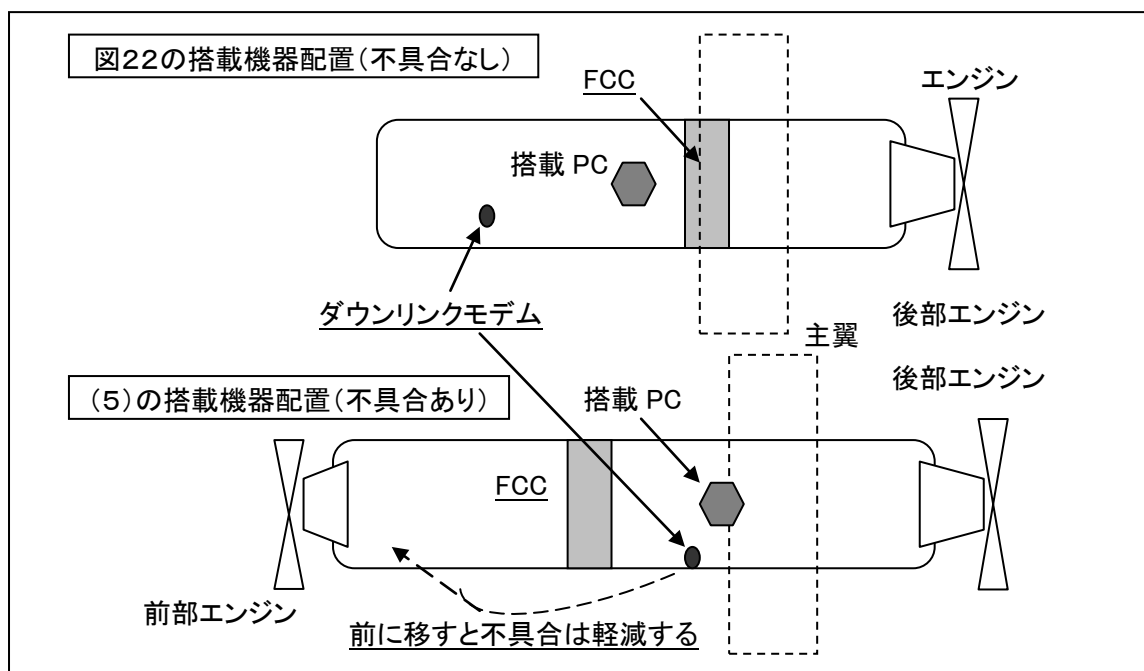 図22の搭載機器配置(不具合なし)
FCC
エンジン
搭載 PC
ダウンリンクモデム
後部エンジン
主翼
(5)の搭載機器配置(不具合あり)
搭載 PC
後部エンジン
FCC
前部エンジン
前に移すと不具合は軽減する